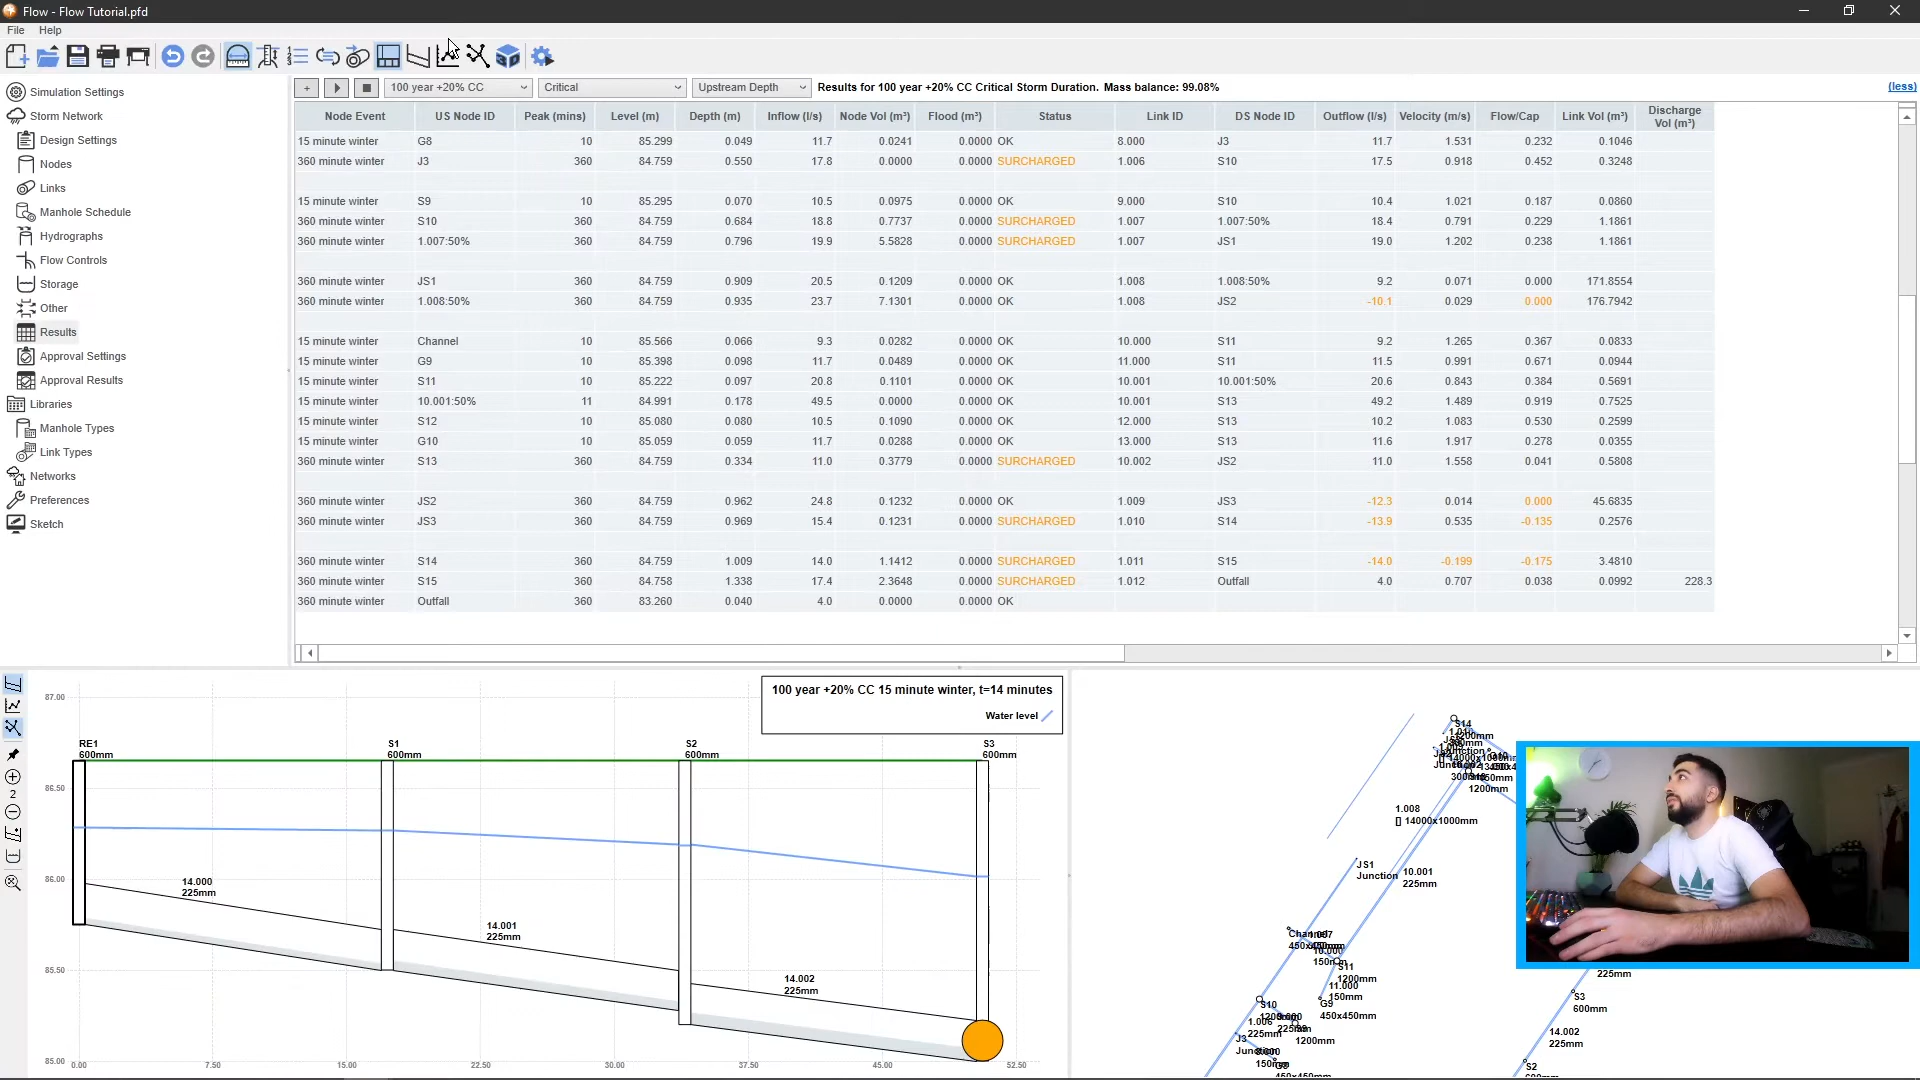 Flow - Flow Tutorial.pfd
File Help
Simulation Settings
Storm Network
Design Settings
Nodes
Links
Manhole Schedule
Hydrographs
Flow Controls
Storage
Other
Results
Approval Settings
Approval Results
Libraries
Manhole Types
Link Types
Networks
Preferences
Sketch
100 year +20% CC Critical Upstream Depth Results for 100 year +20% CC Critical Storm Duration. Mass balance: 99.08% (less)
Node Event US Node ID Peak (mins) Level (m) Depth (m) Inflow (l/s) Node Vol (m³) Flood (m³) Status Link ID DS Node ID Outflow (l/s) Velocity (m/s) Flow/Cap Link Vol (m³) Discharge Vol (m³)
15 minute winter G8 10 85.299 0.049 11.7 0.0241 0.0000 OK 8.000 J3 11.7 1.531 0.232 0.1046
360 minute winter J3 360 84.759 0.550 17.8 0.0000 0.0000 SURCHARGED 1.006 S10 17.5 0.918 0.452 0.3248
15 minute winter S9 10 85.295 0.070 10.5 0.0975 0.0000 OK 9.000 S10 10.4 1.021 0.187 0.0860
360 minute winter S10 360 84.759 0.684 18.8 0.7737 0.0000 SURCHARGED 1.007 1.007:50% 18.4 0.791 0.229 1.1861
360 minute winter 1.007:50% 360 84.759 0.796 19.9 5.5828 0.0000 SURCHARGED 1.007 JS1 19.0 1.202 0.238 1.1861
360 minute winter JS1 360 84.759 0.909 20.5 0.1209 0.0000 OK 1.008 1.008:50% 9.2 0.071 0.000 171.8554
360 minute winter 1.008:50% 360 84.759 0.935 23.7 7.1301 0.0000 OK 1.008 JS2 -10.1 0.029 0.000 176.7942
15 minute winter Channel 10 85.566 0.066 9.3 0.0282 0.0000 OK 10.000 S11 9.2 1.265 0.367 0.0833
15 minute winter G9 10 85.398 0.098 11.7 0.0489 0.0000 OK 11.000 S11 11.5 0.991 0.671 0.0944
15 minute winter S11 10 85.222 0.097 20.8 0.1101 0.0000 OK 10.001 10.001:50% 20.6 0.843 0.384 0.5691
15 minute winter 10.001:50% 11 84.991 0.178 49.5 0.0000 0.0000 OK 10.001 S13 49.2 1.489 0.919 0.7525
15 minute winter S12 10 85.080 0.080 10.5 0.1090 0.0000 OK 12.000 S13 10.2 1.083 0.530 0.2599
15 minute winter G10 10 85.059 0.059 11.7 0.0288 0.0000 OK 13.000 S13 11.6 1.917 0.278 0.0355
360 minute winter S13 360 84.759 0.334 11.0 0.3779 0.0000 SURCHARGED 10.002 JS2 11.0 1.558 0.041 0.5808
360 minute winter JS2 360 84.759 0.962 24.8 0.1232 0.0000 OK 1.009 JS3 -12.3 0.014 0.000 45.6835
360 minute winter JS3 360 84.759 0.969 15.4 0.1231 0.0000 SURCHARGED 1.010 S14 -13.9 0.535 -0.135 0.2576
360 minute winter S14 360 84.759 1.009 14.0 1.1412 0.0000 SURCHARGED 1.011 S15 -14.0 -0.199 -0.175 3.4810
360 minute winter S15 360 84.758 1.338 17.4 2.3648 0.0000 SURCHARGED 1.012 Outfall 4.0 0.707 0.038 0.0992 228.3
360 minute winter Outfall 360 83.260 0.040 4.0 0.0000 0.0000 OK
2
100 year +20% CC 15 minute winter, t=14 minutes
Water level
87.00
RE1 S1 S2 S3
600mm 600mm 600mm 600mm
86.50
86.00
14.000
225mm
14.001
225mm
85.50
14.002
225mm
85.00
0.00 7.50 15.00 22.50 30.00 37.50 45.00 52.50
S14
1200mm
1200mm
1.008
[] 14000x1000mm
JS1
Junction
10.001
225mm
Channel
S11
1200mm
11.000
150mm
G9
450x450mm
S10
1200mm
1.006
225mm
J3
Junction
450x450mm
225mm
S3
600mm
14.002
225mm
S2
600mm